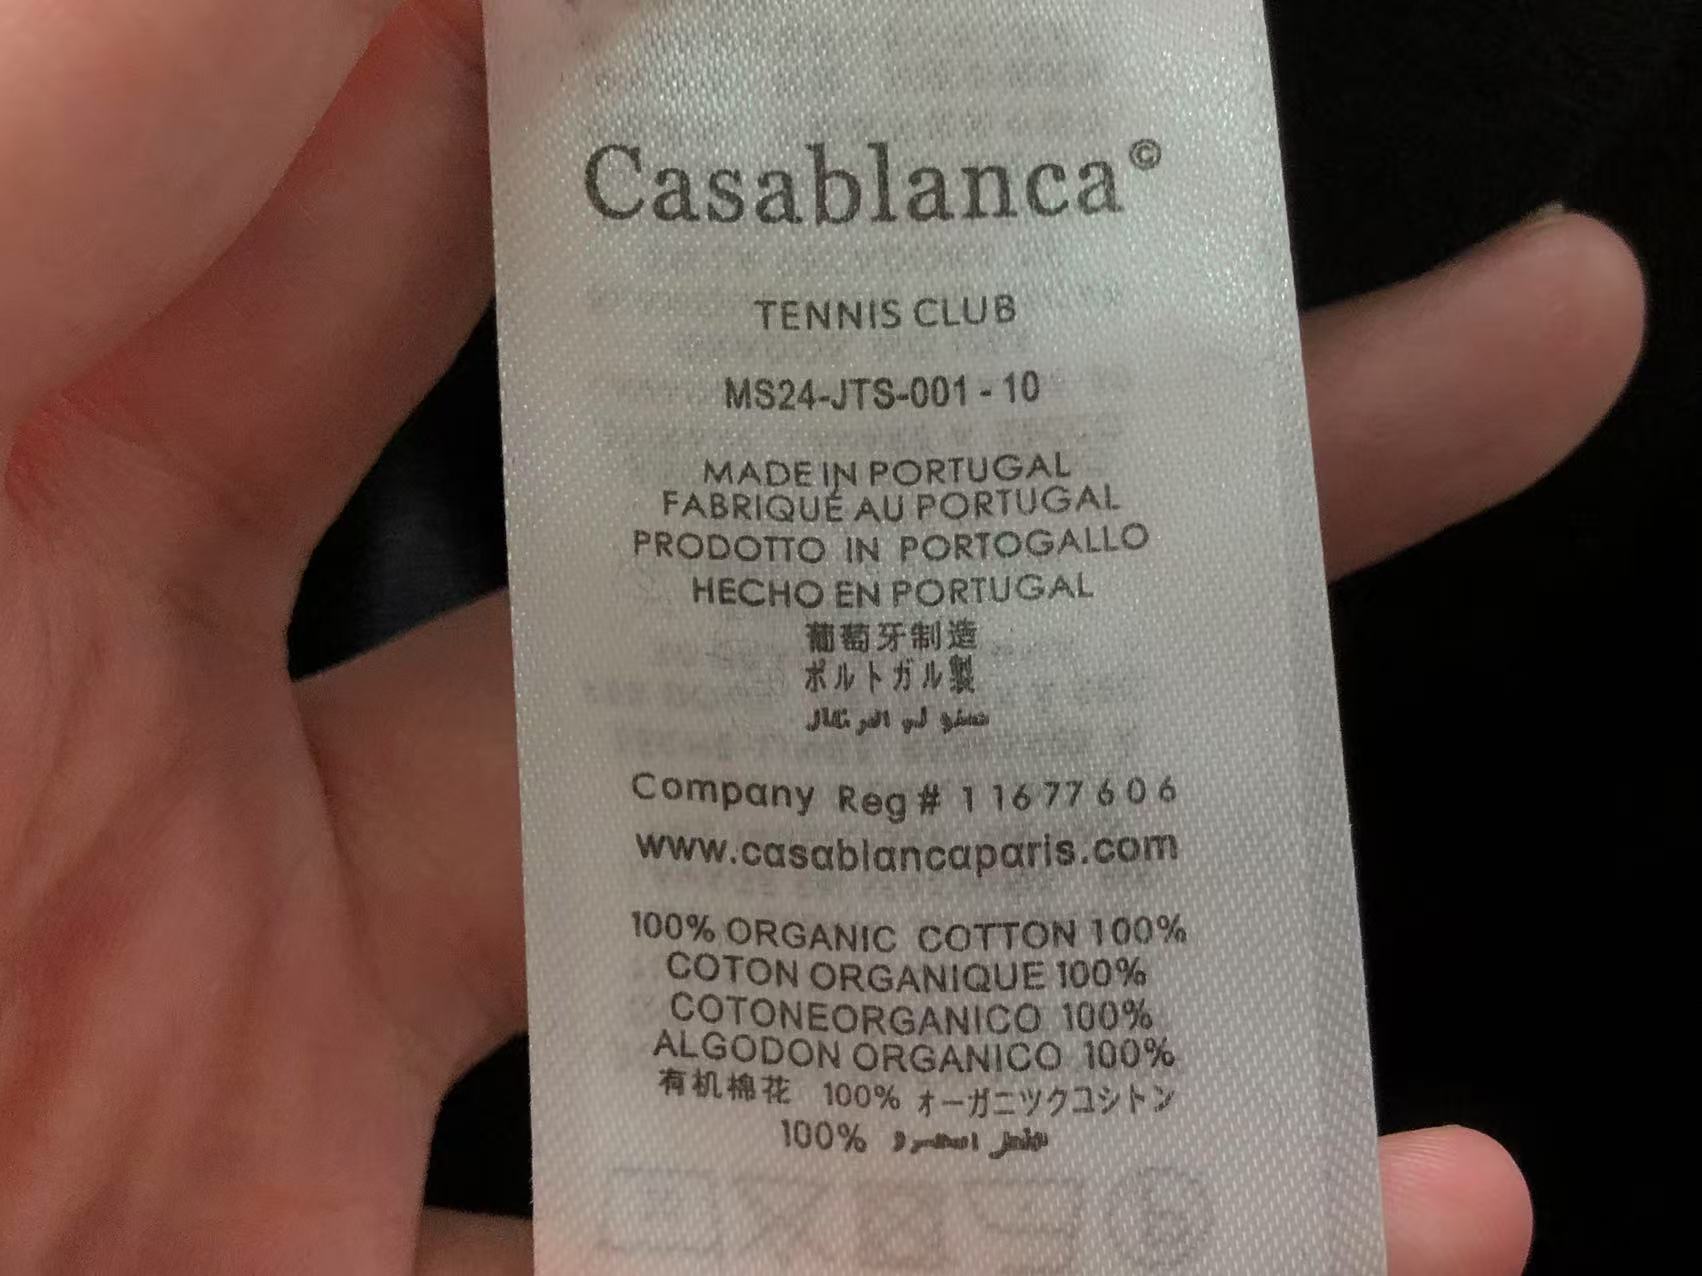 Casablanca©
TENNIS CLUB
MS24-JTS-001 - 10
MADE IN PORTUGAL
FABRIQUÉ AU PORTUGAL
PRODOTTO IN PORTOGALLO
HECHO EN PORTUGAL
葡萄牙制造
ポルトガル製
Company Reg # 11677606
www.casablancaparis.com
100% ORGANIC COTTON 100%
COTON ORGANIQUE 100%
COTONEORGANICO 100%
ALGODON ORGANICO 100%
有机棉花 100% オーガニツクコシトン
100%